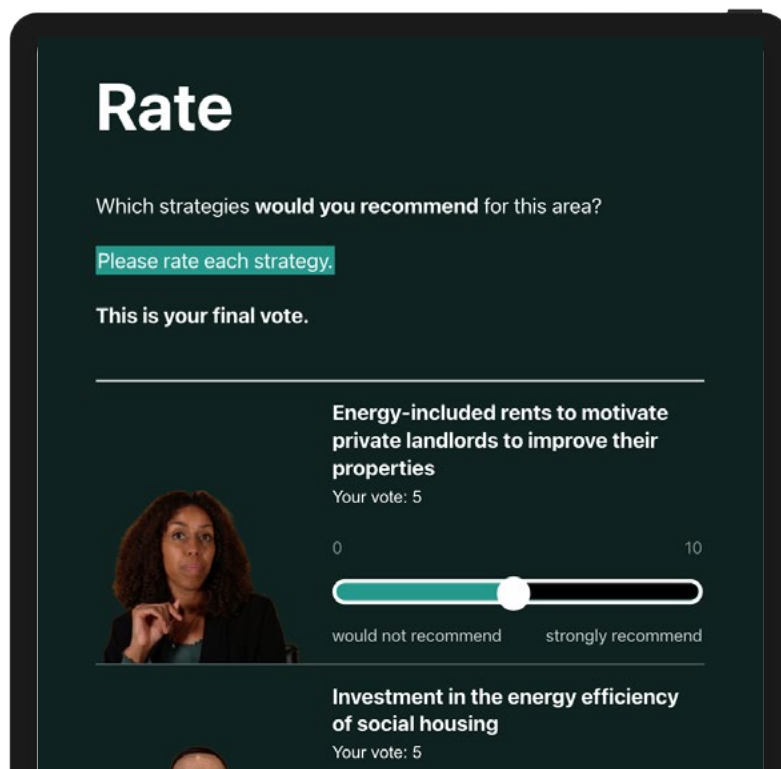 Rate
Which strategies would you recommend for this area?
Please rate each strategy.
This is your final vote.
Energy-included rents to motivate
private landlords to improve their
properties
Your vote: 5
0 10
would not recommend strongly recommend
Investment in the energy efficiency
of social housing
Your vote: 5